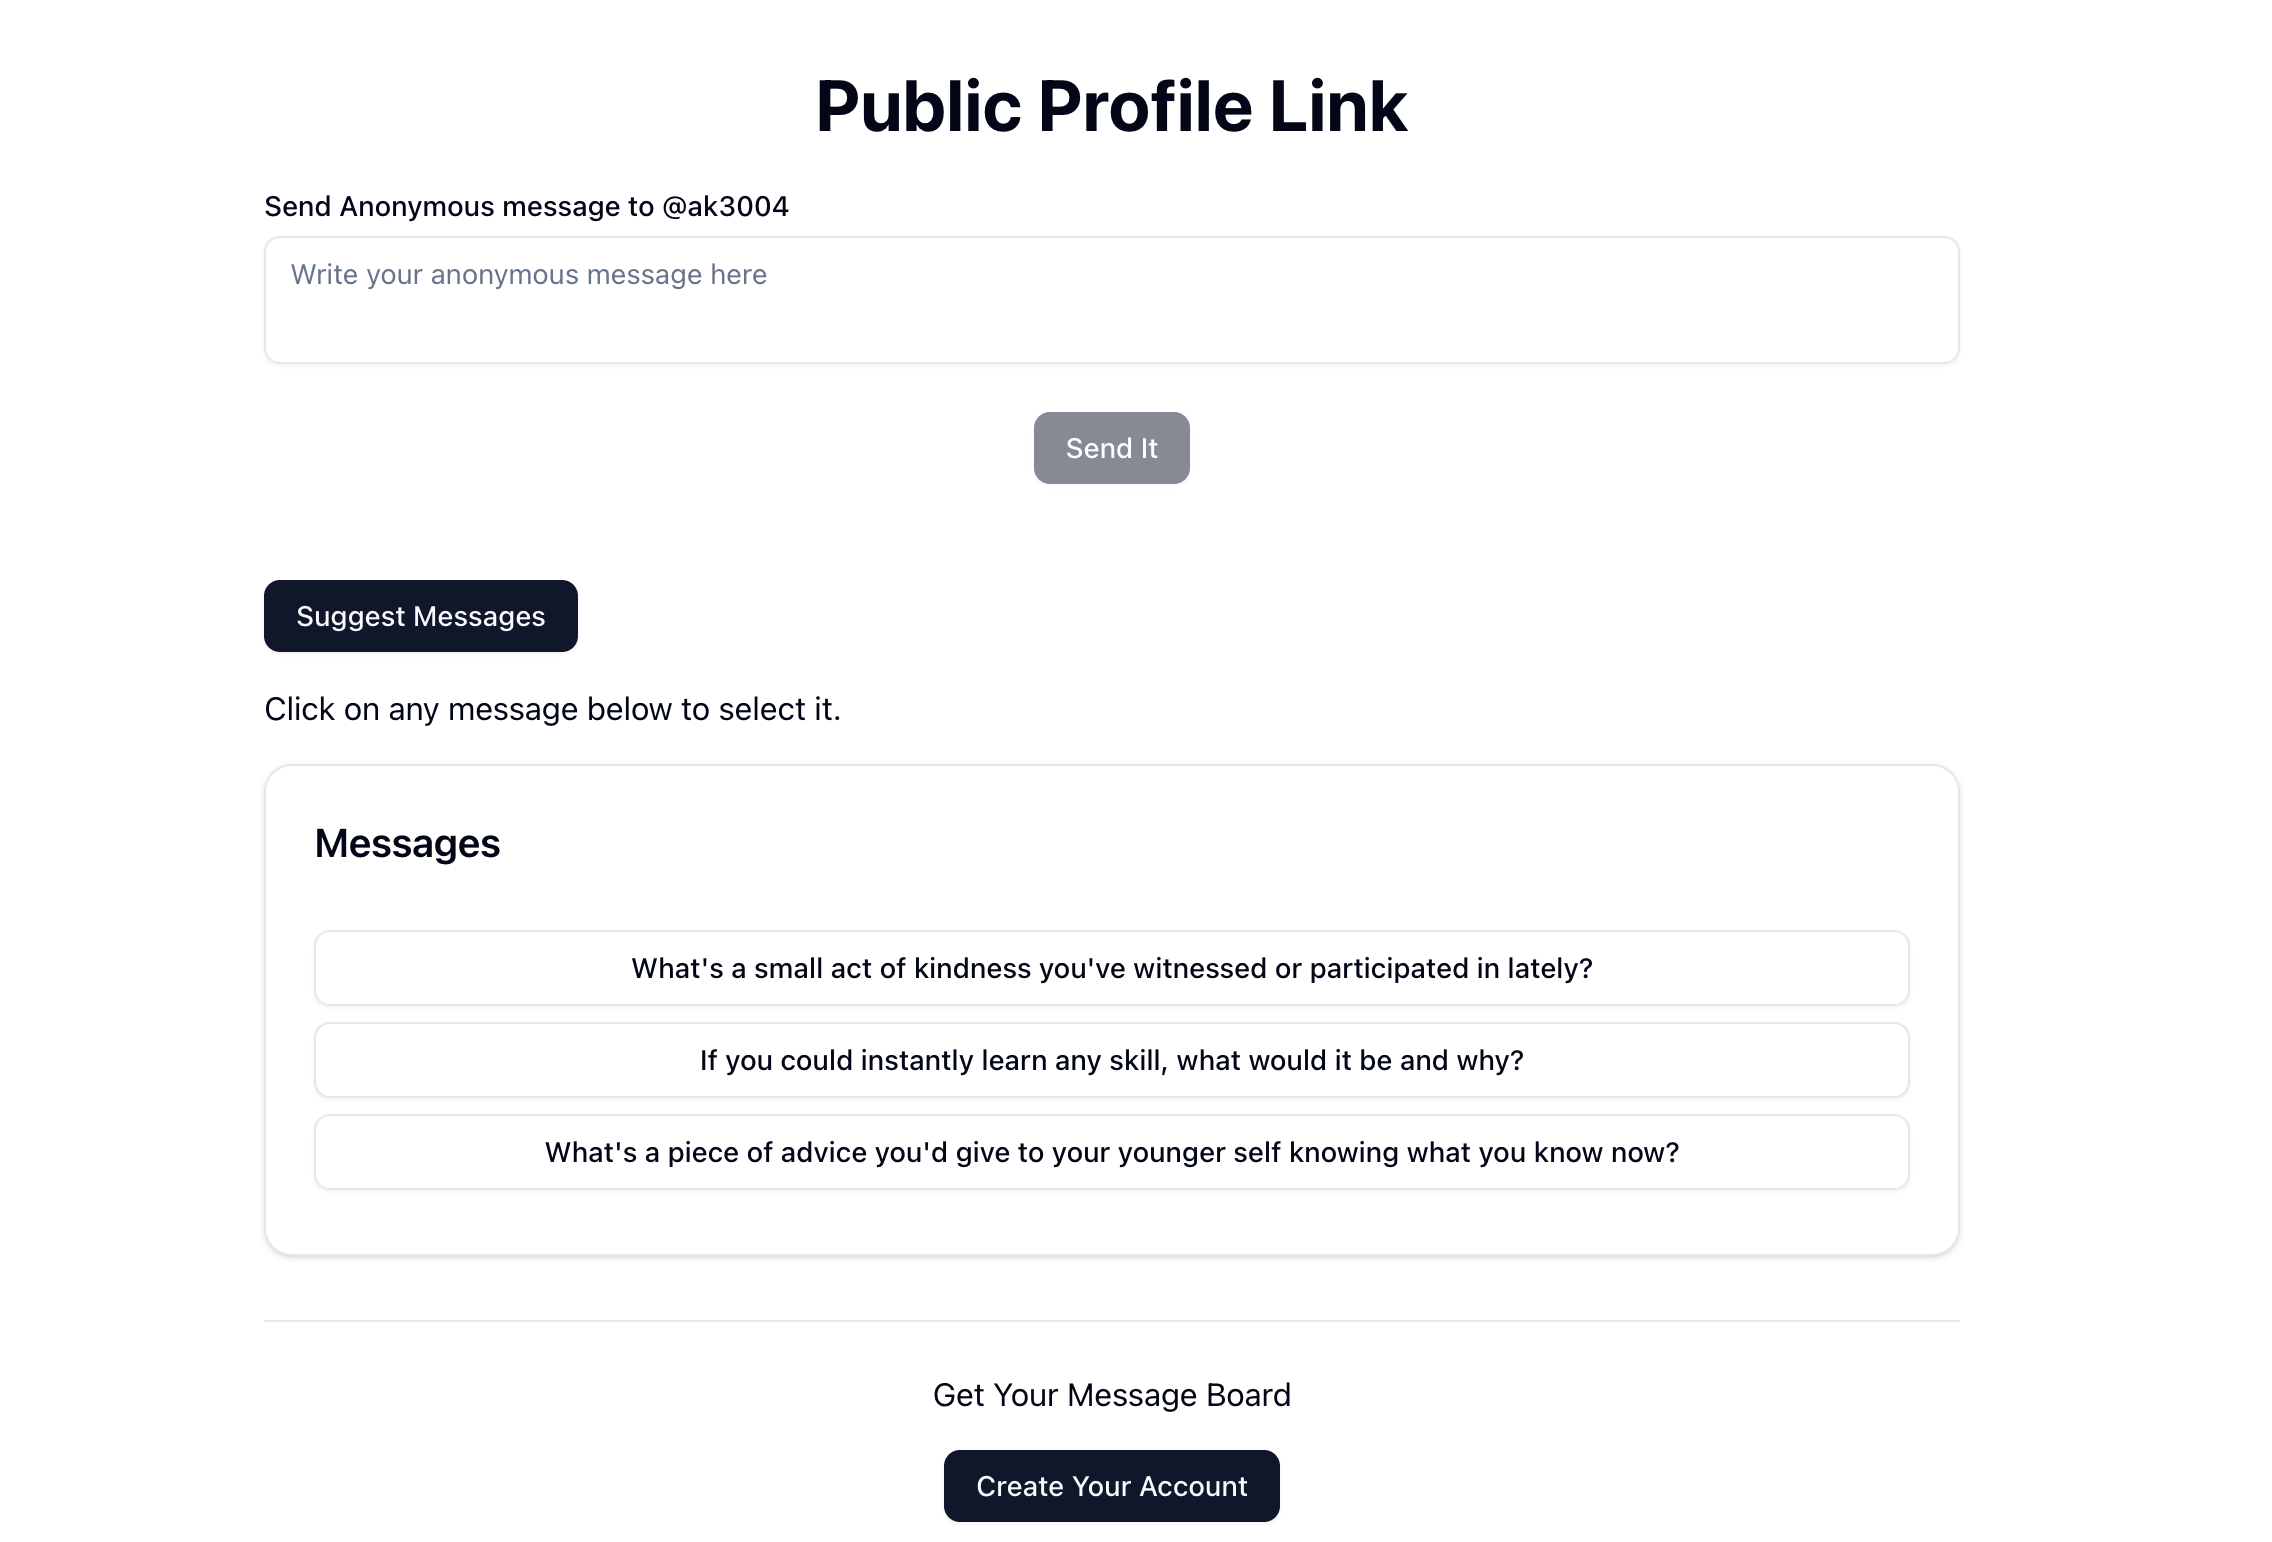 Public Profile Link
Send Anonymous message to @ak3004
Write your anonymous message here
Send It
Suggest Messages
Click on any message below to select it.
Messages
What's a small act of kindness you've witnessed or participated in lately?
If you could instantly learn any skill, what would it be and why?
What's a piece of advice you'd give to your younger self knowing what you know now?
Get Your Message Board
Create Your Account